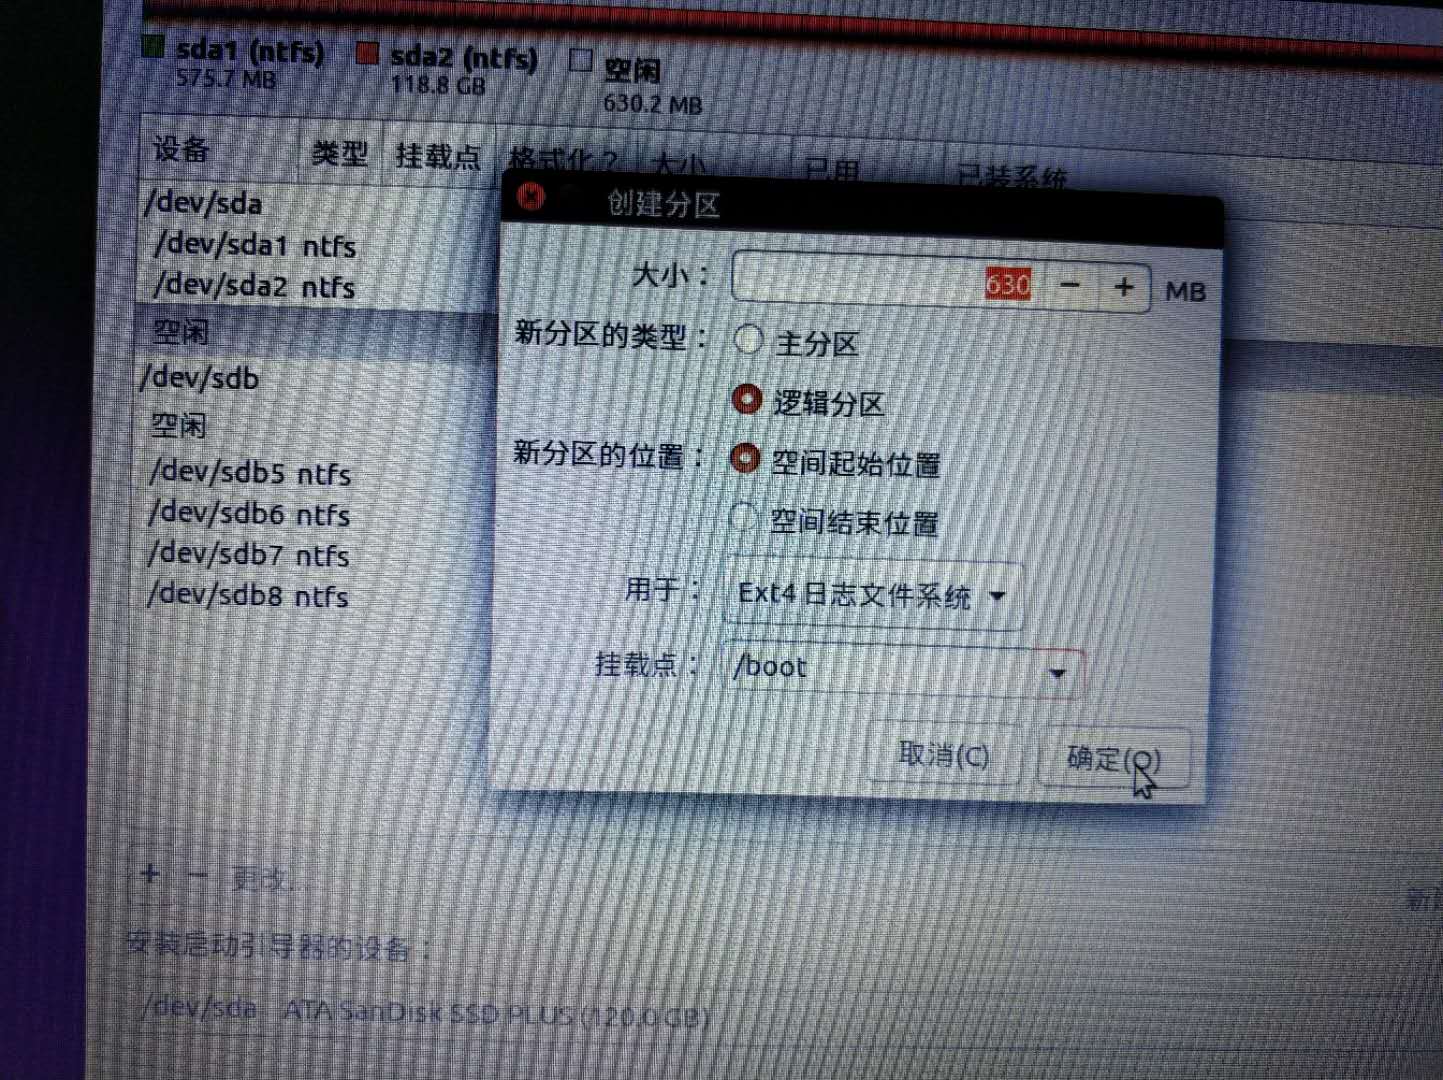 sda1 (ntfs) sda2 (ntfs) 空闲
575.7 MB 118.8 GB 630.2 MB
设备 类型 挂载点 格式化？ 大小 已用 已装系统
/dev/sda
/dev/sda1 ntfs
/dev/sda2 ntfs
空闲
/dev/sdb
空闲
/dev/sdb5 ntfs
/dev/sdb6 ntfs
/dev/sdb7 ntfs
/dev/sdb8 ntfs
创建分区
大小： 630 − + MB
新分区的类型： 主分区
逻辑分区
新分区的位置： 空间起始位置
空间结束位置
用于： Ext4 日志文件系统
挂载点： /boot
取消(C) 确定(O)
+ − 更改...
安装启动引导器的设备：
/dev/sda ATA SanDisk SSD PLUS (120.0 GB)